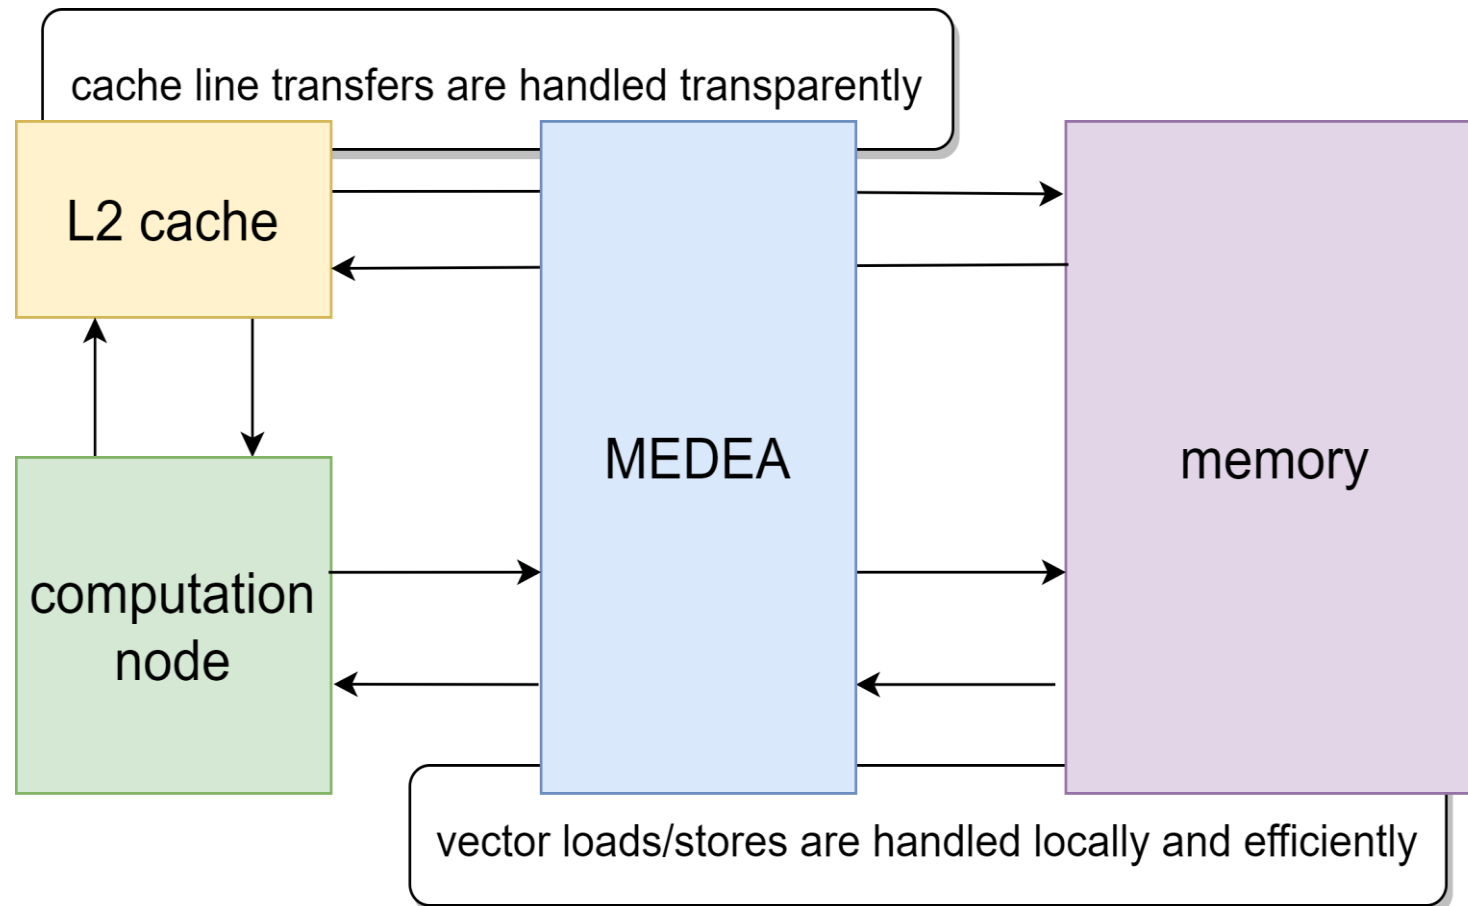 cache line transfers are handled transparently
L2 cache
MEDEA
memory
computation
node
vector loads/stores are handled locally and efficiently